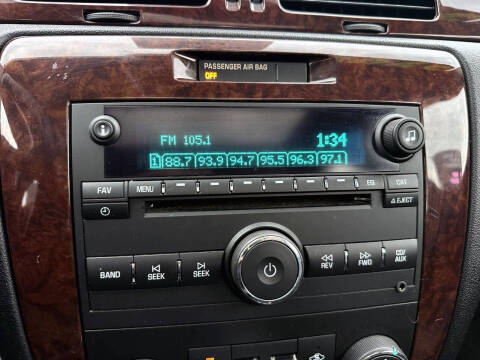 PASSENGER AIR BAG
OFF
FM 105.1 1:34
1 88.7 93.9 94.7 95.5 96.3 97.1
FAV MENU EQ CAT
EJECT
BAND SEEK SEEK REV FWD CD/AUX